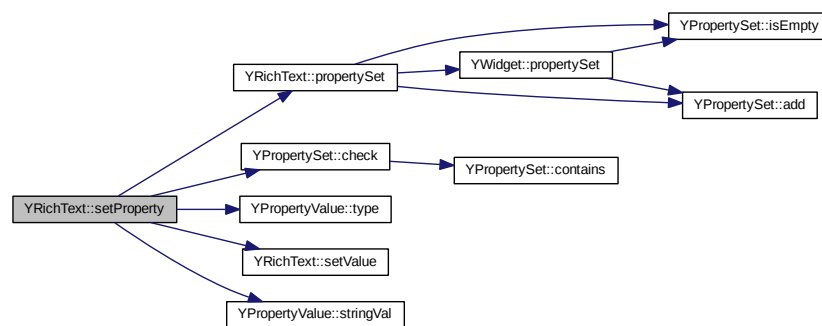 YPropertySet::isEmpty
YWidget::propertySet
YRichText::propertySet
YPropertySet::add
YPropertySet::check
YPropertySet::contains
YRichText::setProperty
YPropertyValue::type
YRichText::setValue
YPropertyValue::stringVal